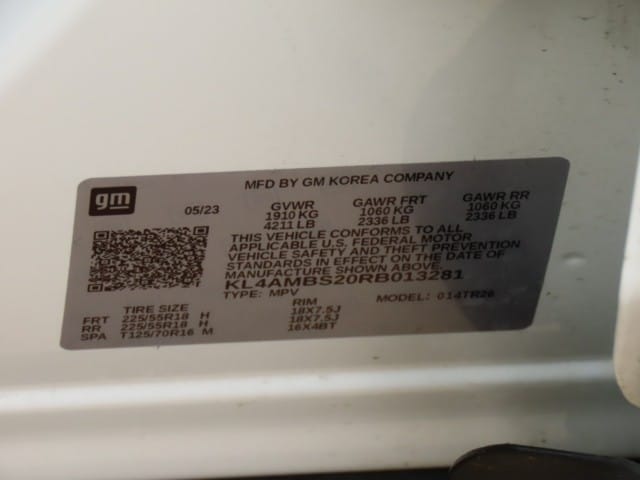 gm
MFD BY GM KOREA COMPANY
05/23 GVWR GAWR FRT GAWR RR
1910 KG 1060 KG 1060 KG
4211 LB 2336 LB 2336 LB
THIS VEHICLE CONFORMS TO ALL
APPLICABLE U.S. FEDERAL MOTOR
VEHICLE SAFETY AND THEFT PREVENTION
STANDARDS IN EFFECT ON THE DATE OF
MANUFACTURE SHOWN ABOVE.
KL4AMBS20RB013281
TYPE: MPV MODEL: 014TR26
TIRE SIZE RIM
FRT 225/55R18 H 18X7.5J
RR 225/55R18 H 18X7.5J
SPA T125/70R16 M 16X4BT